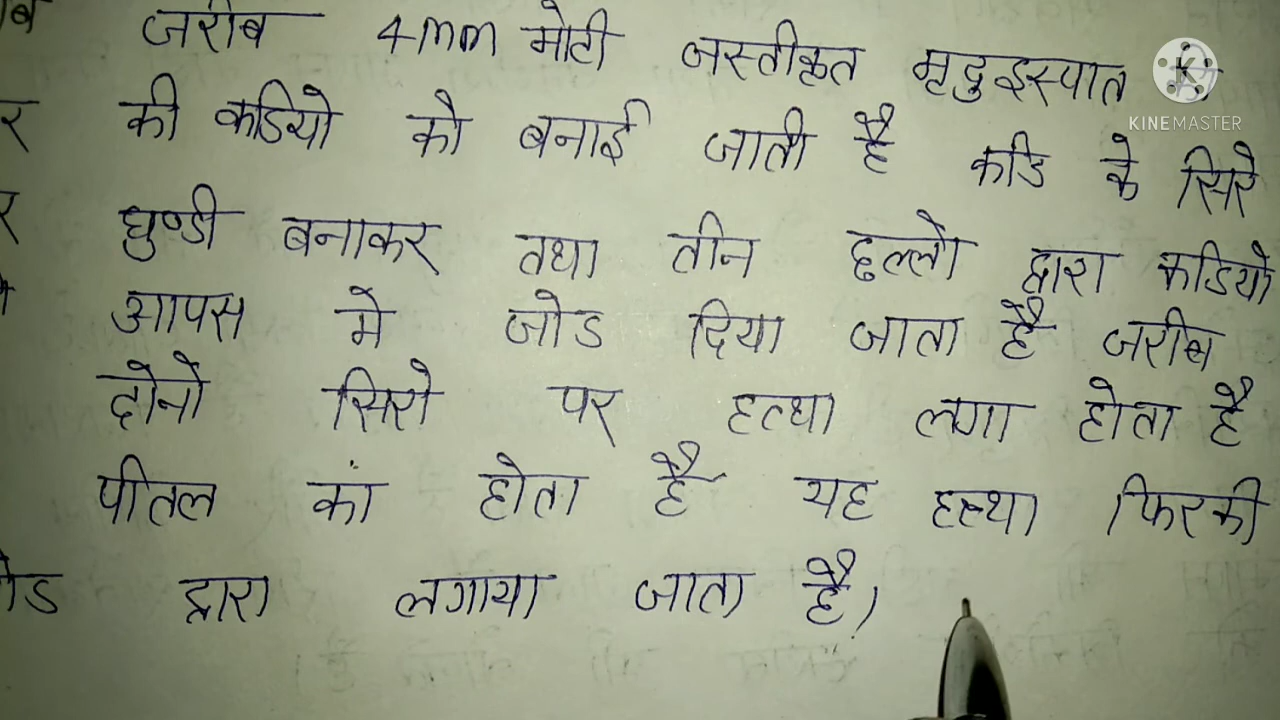 जरीब 4mm मोटी जस्तीकृत मृदुइस्पात
KINEMASTER
र की कडियो को बनाई जाती है कडि के सिरे
र घुण्डी बनाकर तथा तीन छल्लो द्वारा कडियो
आपस मे जोड दिया जाता है जरीब
दोनो सिरो पर हत्था लगा होता है
पीतल कां होता है यह हत्था फिरकी
द्वारा लगाया जाता है।